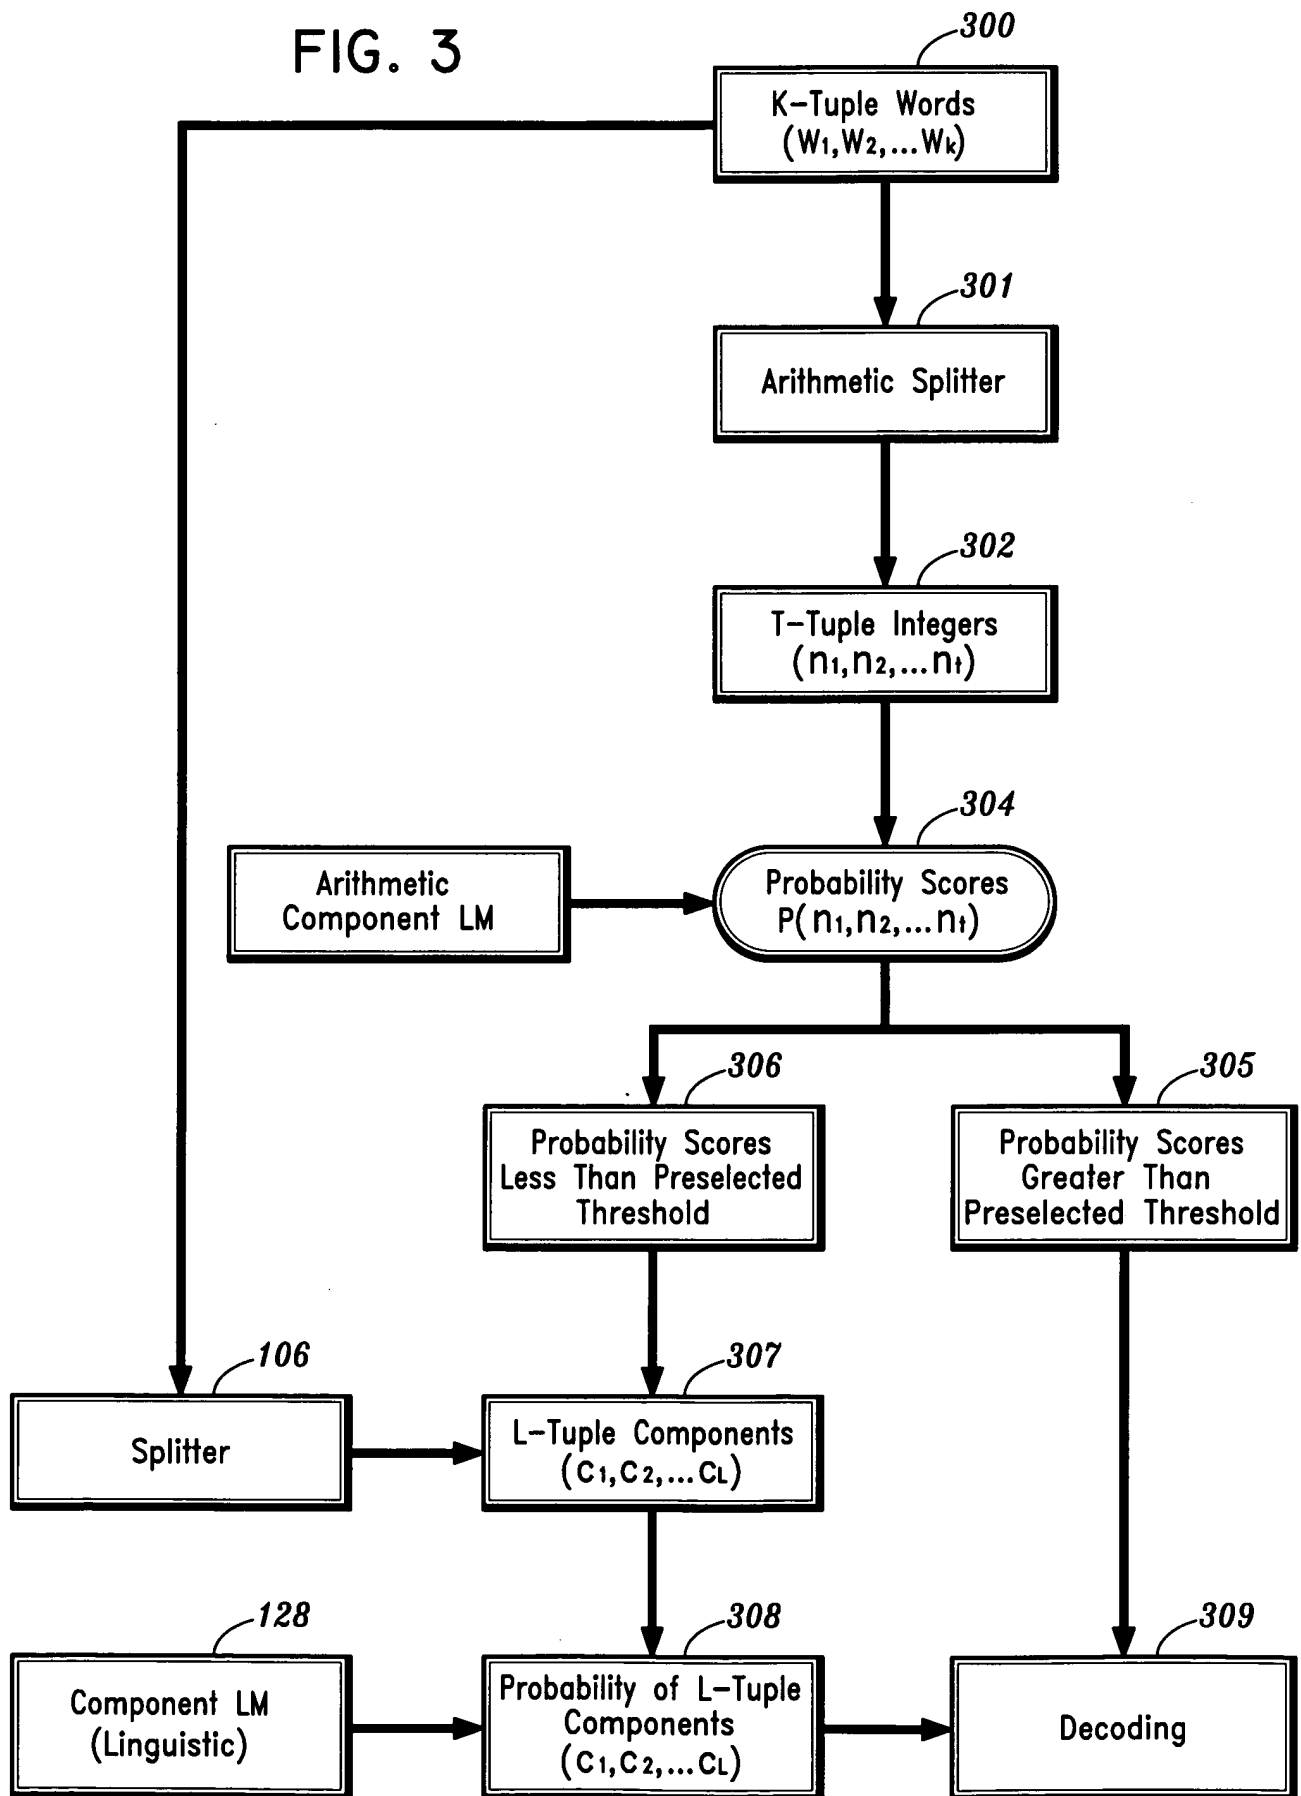 FIG. 3
300
K-Tuple Words
(W1,W2,...Wk)
301
Arithmetic Splitter
302
T-Tuple Integers
(n1,n2,...nt)
304
Arithmetic
Component LM
Probability Scores
P(n1,n2,...nt)
306
Probability Scores
Less Than Preselected
Threshold
305
Probability Scores
Greater Than
Preselected Threshold
106
Splitter
307
L-Tuple Components
(C1,C2,...CL)
128
Component LM
(Linguistic)
308
Probability of L-Tuple
Components
(C1,C2,...CL)
309
Decoding